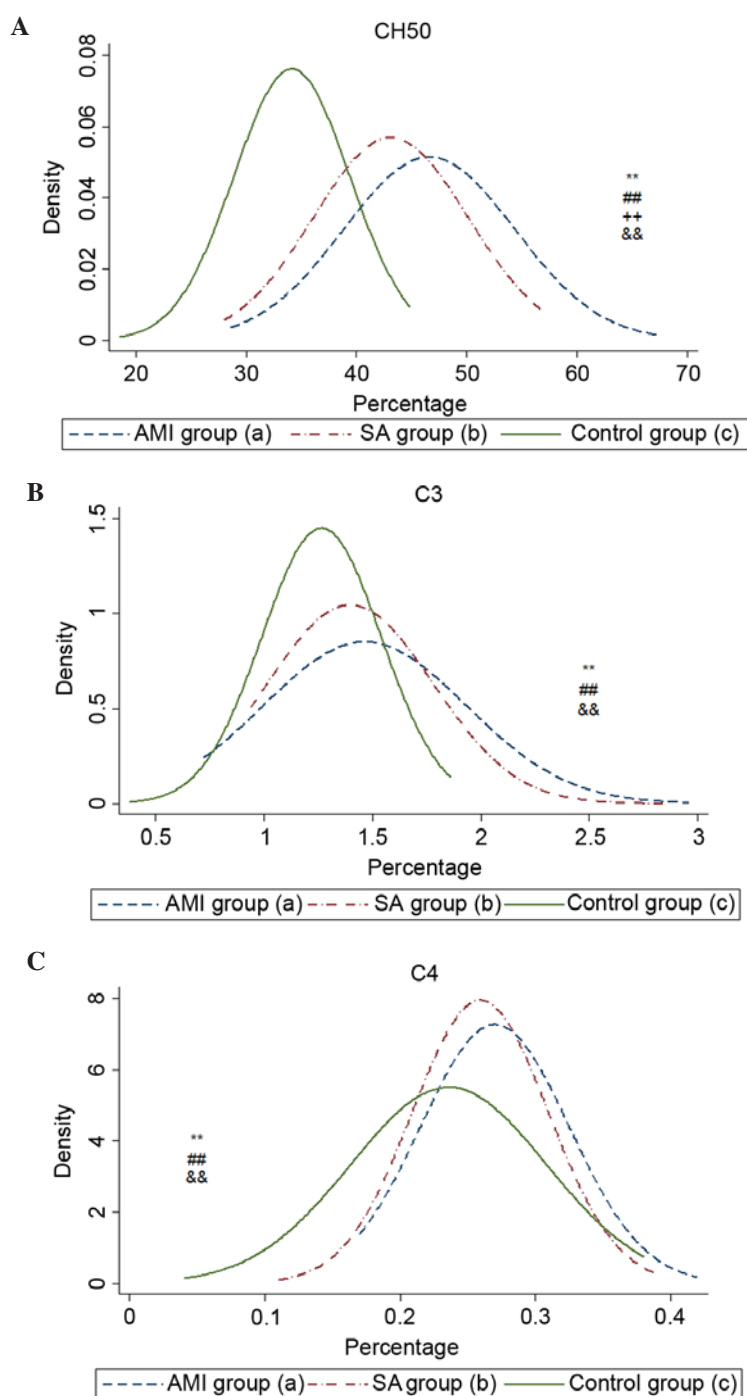 A
CH50
0.08
0.06
0.04
0.02
0
Density
**
##
++
&&
20 30 40 50 60 70
Percentage
AMI group (a) SA group (b) Control group (c)
B
C3
1.5
1
0.5
0
Density
**
##
&&
0.5 1 1.5 2 2.5 3
Percentage
AMI group (a) SA group (b) Control group (c)
C
C4
8
6
4
2
0
Density
**
##
&&
0 0.1 0.2 0.3 0.4
Percentage
AMI group (a) SA group (b) Control group (c)